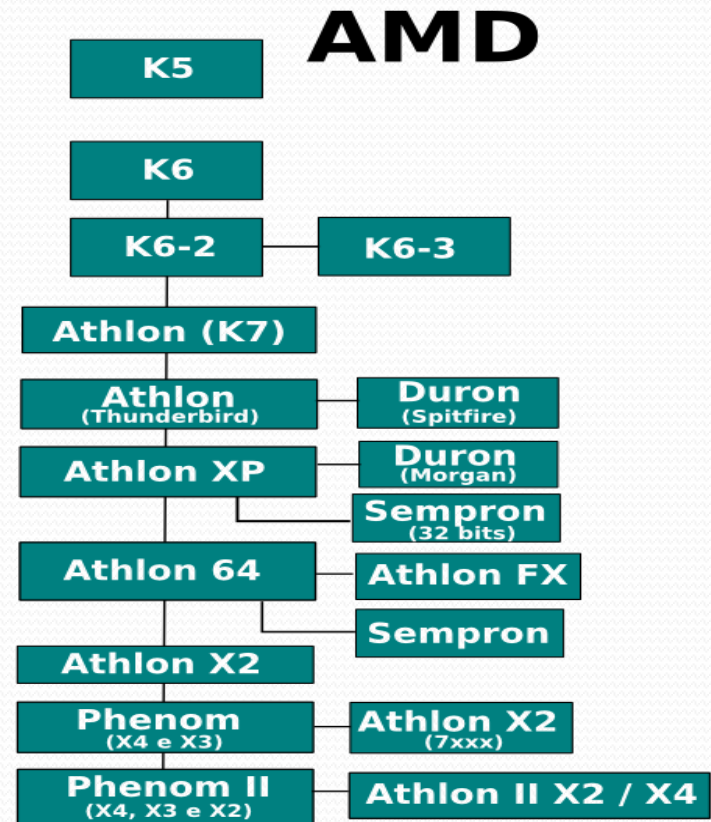 AMD
K5
K6
K6-2
K6-3
Athlon (K7)
Athlon
(Thunderbird)
Duron
(Spitfire)
Athlon XP
Duron
(Morgan)
Sempron
(32 bits)
Athlon 64
Athlon FX
Sempron
Athlon X2
Phenom
(X4 e X3)
Athlon X2
(7xxx)
Phenom II
(X4, X3 e X2)
Athlon II X2 / X4